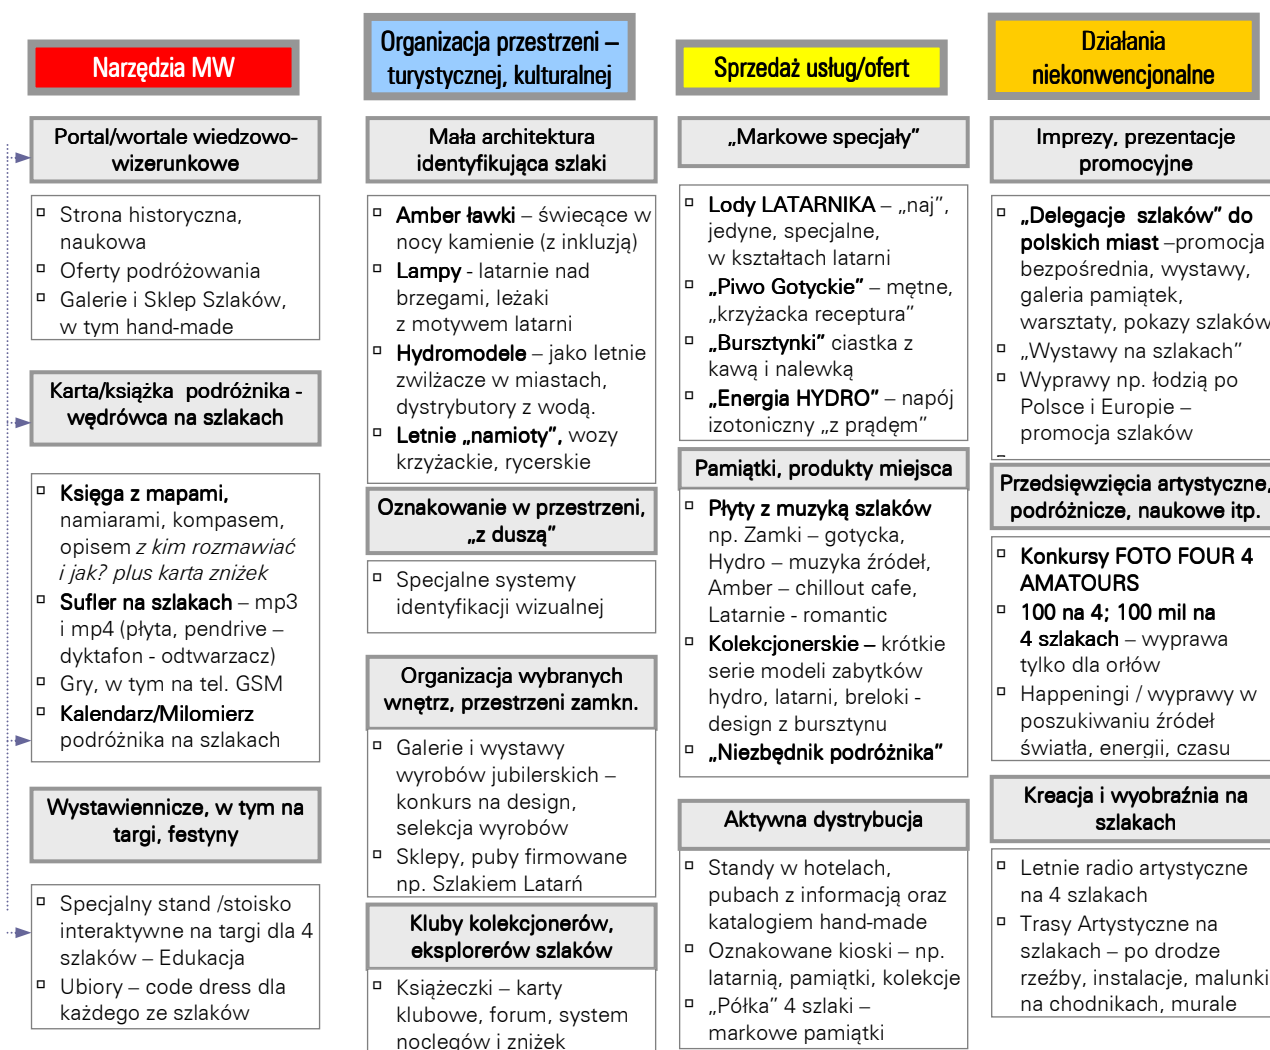 Narzędzia MW
Portal/wortale wiedzowo-
wizerunkowe
▫ Strona historyczna,
naukowa
▫ Oferty podróżowania
▫ Galerie i Sklep Szlaków,
w tym hand-made
Karta/książka podróżnika -
wędrówca na szlakach
▫ Księga z mapami,
namiarami, kompasem,
opisem z kim rozmawiać
i jak? plus karta zniżek
▫ Sufler na szlakach – mp3
i mp4 (płyta, pendrive –
dyktafon - odtwarzacz)
▫ Gry, w tym na tel. GSM
▫ Kalendarz/Milomierz
podróżnika na szlakach
Wystawiennicze, w tym na
targi, festyny
▫ Specjalny stand /stoisko
interaktywne na targi dla 4
szlaków – Edukacja
▫ Ubiory – code dress dla
każdego ze szlaków
Organizacja przestrzeni –
turystycznej, kulturalnej
Mała architektura
identyfikująca szlaki
▫ Amber ławki – świecące w
nocy kamienie (z inkluzją)
▫ Lampy - latarnie nad
brzegami, leżaki
z motywem latarni
▫ Hydromodele – jako letnie
zwilżacze w miastach,
dystrybutory z wodą.
▫ Letnie „namioty”, wozy
krzyżackie, rycerskie
Oznakowanie w przestrzeni,
„z duszą”
▫ Specjalne systemy
identyfikacji wizualnej
Organizacja wybranych
wnętrz, przestrzeni zamkn.
▫ Galerie i wystawy
wyrobów jubilerskich –
konkurs na design,
selekcja wyrobów
▫ Sklepy, puby firmowane
np. Szlakiem Latarń
Kluby kolekcjonerów,
eksplorerów szlaków
▫ Książeczki – karty
klubowe, forum, system
noclegów i zniżek
Sprzedaż usług/ofert
„Markowe specjały”
▫ Lody LATARNIKA – „naj”,
jedyne, specjalne,
w kształtach latarni
▫ „Piwo Gotyckie” – mętne,
„krzyżacka receptura”
▫ „Bursztynki” ciastka z
kawą i nalewką
▫ „Energia HYDRO” – napój
izotoniczny „z prądem”
Pamiątki, produkty miejsca
▫ Płyty z muzyką szlaków
np. Zamki – gotycka,
Hydro – muzyka źródeł,
Amber – chillout cafe,
Latarnie - romantic
▫ Kolekcjonerskie – krótkie
serie modeli zabytków
hydro, latarni, breloki -
design z bursztynu
▫ „Niezbędnik podróżnika”
Aktywna dystrybucja
▫ Standy w hotelach,
pubach z informacją oraz
katalogiem hand-made
▫ Oznakowane kioski – np.
latarnią, pamiątki, kolekcje
▫ „Półka” 4 szlaki –
markowe pamiątki
Działania
niekonwencjonalne
Imprezy, prezentacje
promocyjne
▫ „Delegacje szlaków” do
polskich miast –promocja
bezpośrednia, wystawy,
galeria pamiątek,
warsztaty, pokazy szlaków
▫ „Wystawy na szlakach”
▫ Wyprawy np. łodzią po
Polsce i Europie –
promocja szlaków
Przedsięwzięcia artystyczne,
podróżnicze, naukowe itp.
▫ Konkursy FOTO FOUR 4
AMATOURS
▫ 100 na 4; 100 mil na
4 szlakach – wyprawa
tylko dla orłów
▫ Happeningi / wyprawy w
poszukiwaniu źródeł
światła, energii, czasu
Kreacja i wyobraźnia na
szlakach
▫ Letnie radio artystyczne
na 4 szlakach
▫ Trasy Artystyczne na
szlakach – po drodze
rzeźby, instalacje, malunki
na chodnikach, murale